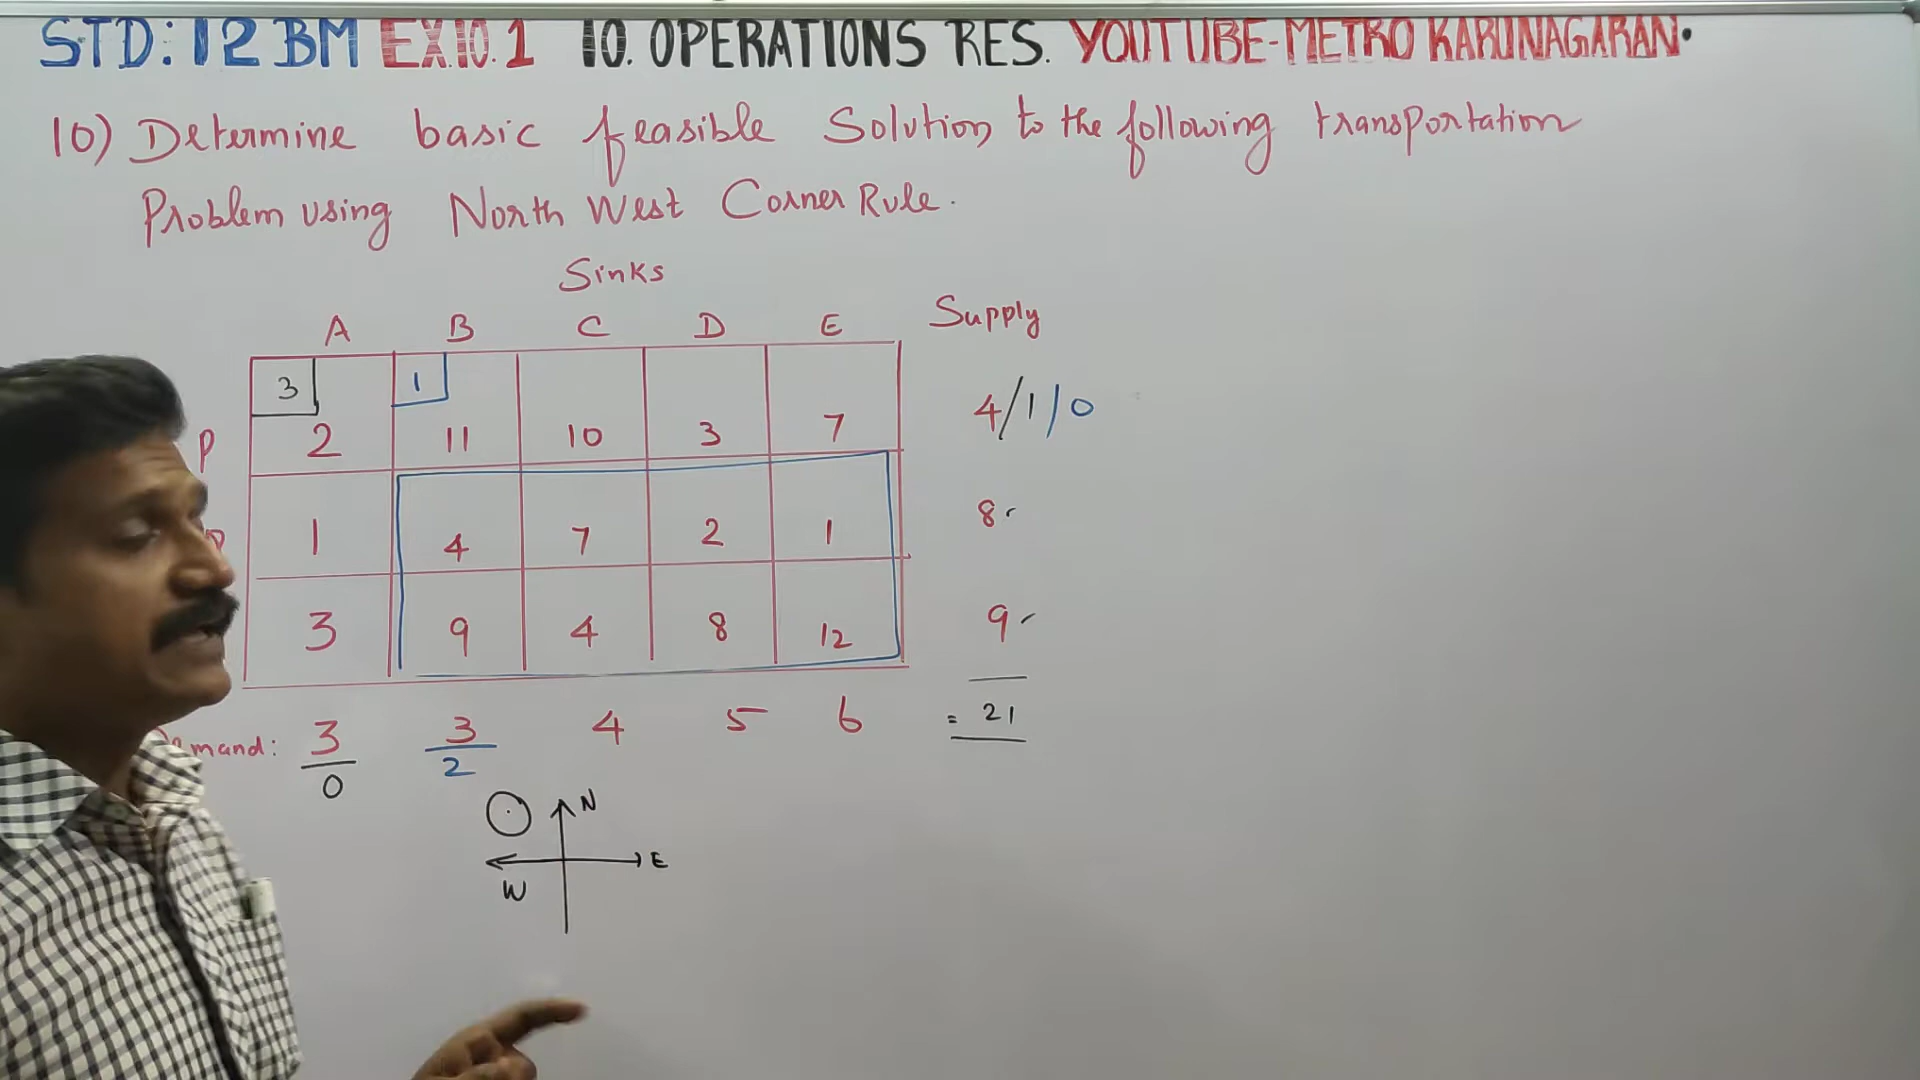 STD: 12 BM EX.10.1 10. OPERATIONS RES. YOUTUBE-METRO KARUNAGARAN.
10) Determine basic feasible Solution to the following transportation
Problem using North West Corner Rule.
Sinks
A B C D E Supply
3 1
P 2 11 10 3 7 4/1/0
1 4 7 2 1 8
3 9 4 8 12 9
= 21
mand: 3 3 4 5 6
0 2
N
E
W